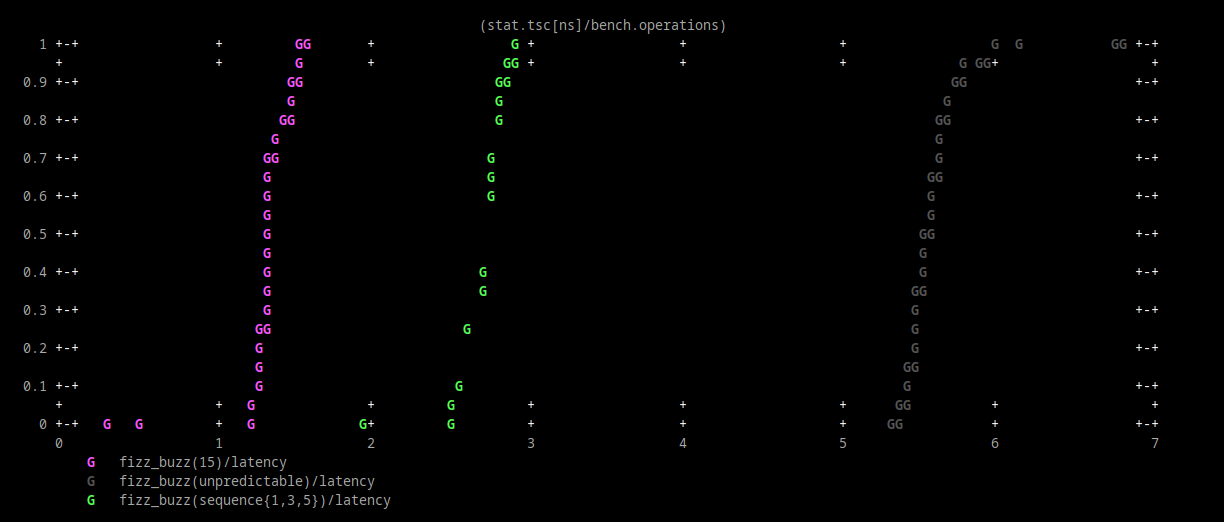 (stat.tsc[ns]/bench.operations)
1 +-+ + GG + G + + + G G GG +-+
+ + G + GG + + + G GG+ +
0.9 +-+ GG GG GG +-+
G G G
0.8 +-+ GG G GG +-+
G G
0.7 +-+ GG G G +-+
G G GG
0.6 +-+ G G G +-+
G G
0.5 +-+ G GG +-+
G G
0.4 +-+ G G G +-+
G G GG
0.3 +-+ G G +-+
GG G G
0.2 +-+ G G +-+
G GG
0.1 +-+ G G G +-+
+ + G + G + + + GG + +
0 +-+ G G + G G+ G + + + GG + +-+
0 1 2 3 4 5 6 7
G fizz_buzz(15)/latency
G fizz_buzz(unpredictable)/latency
G fizz_buzz(sequence{1,3,5})/latency